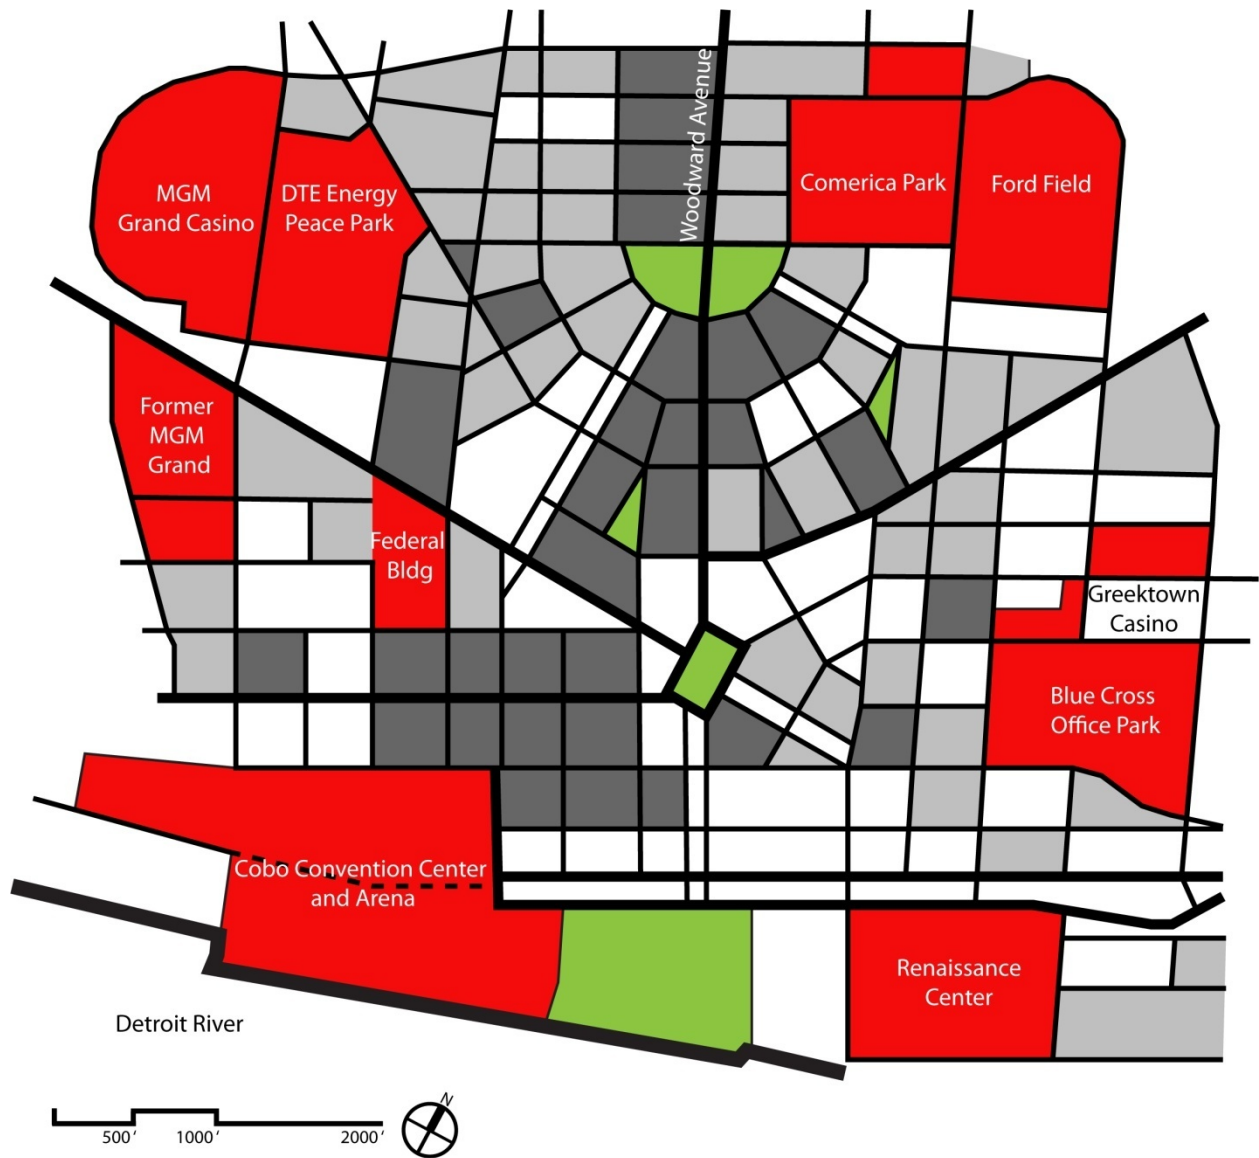 Woodward Avenue
MGM
Grand Casino
DTE Energy
Peace Park
Comerica Park
Ford Field
Former
MGM
Grand
Federal
Bldg
Greektown
Casino
Blue Cross
Office Park
Cobo Convention Center
and Arena
Renaissance
Center
Detroit River
500'
1000'
2000'
N